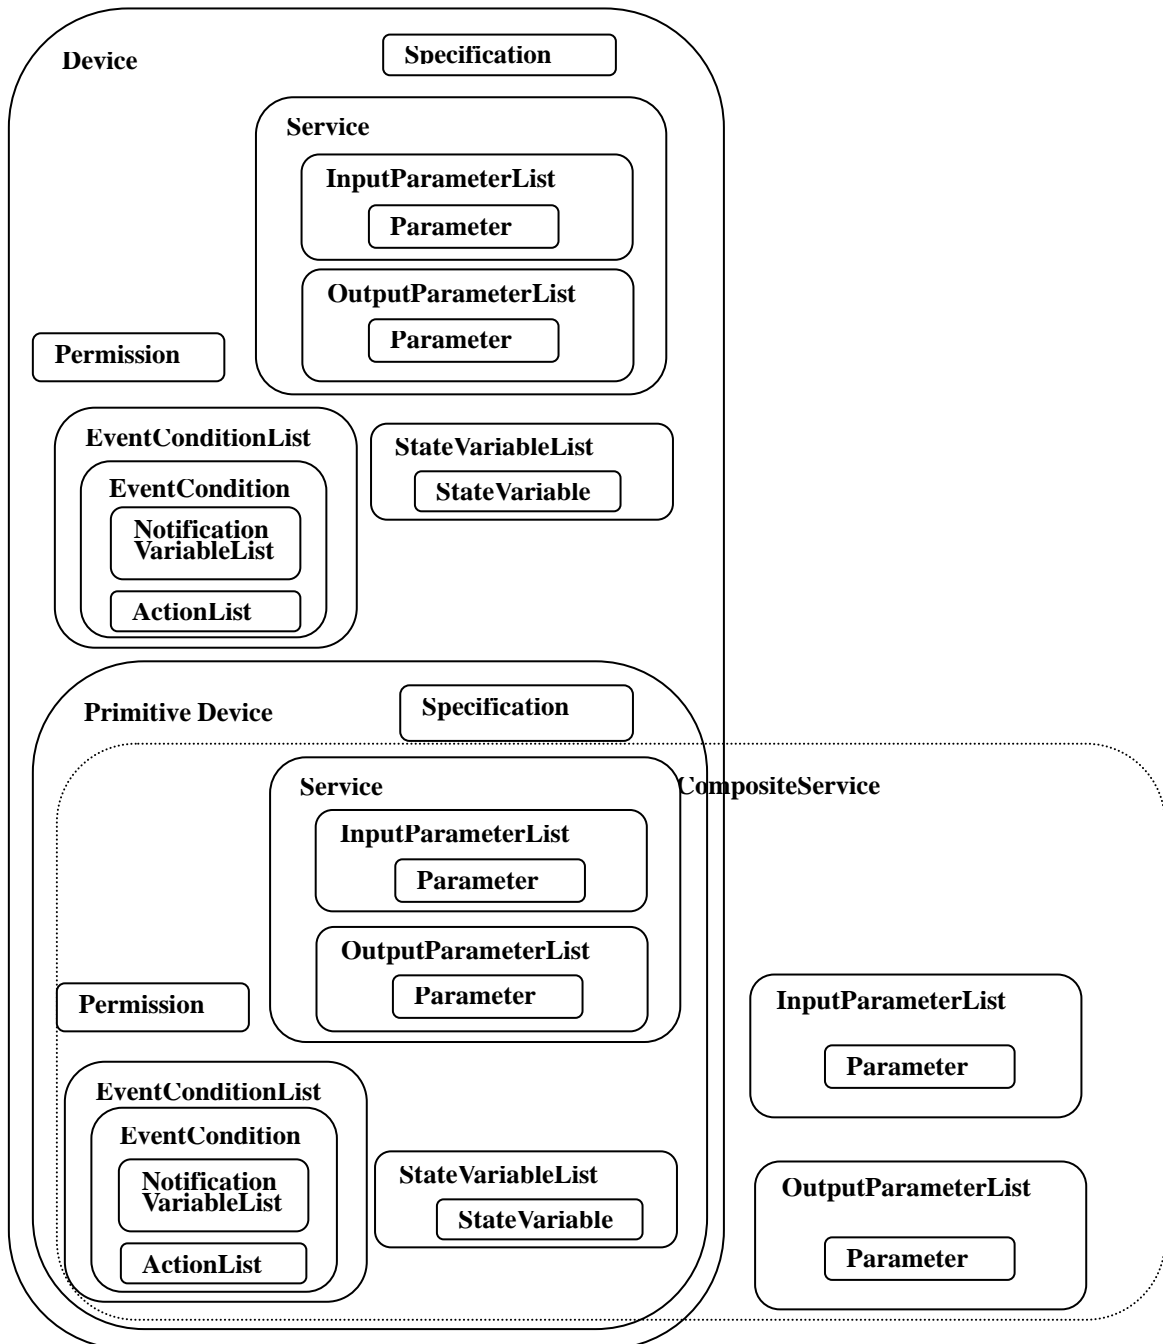 Device
Specification
Service
InputParameterList
Parameter
OutputParameterList
Parameter
Permission
EventConditionList
EventCondition
Notification
VariableList
ActionList
StateVariableList
StateVariable
Primitive Device
Specification
Service
CompositeService
InputParameterList
Parameter
OutputParameterList
Parameter
Permission
EventConditionList
EventCondition
Notification
VariableList
ActionList
StateVariableList
StateVariable
InputParameterList
Parameter
OutputParameterList
Parameter